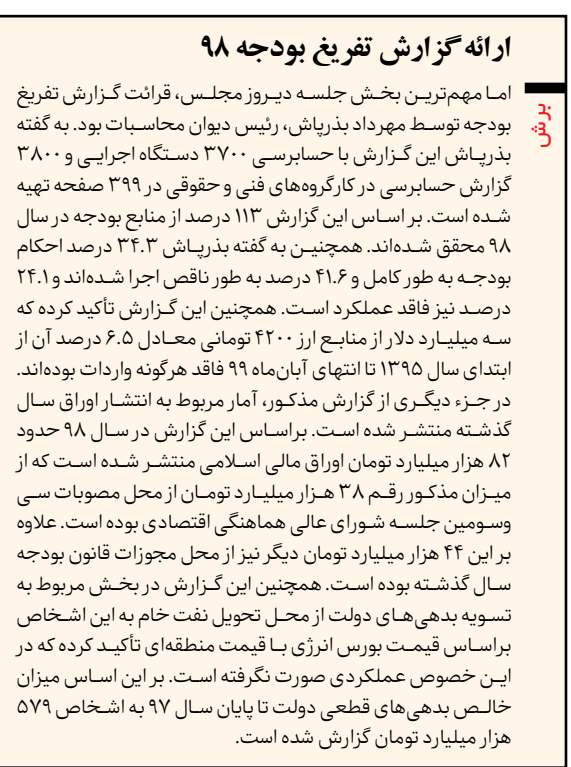 ارائه گزارش تفریغ بودجه ۹۸
برش
اما مهم‌ترین بخش جلسه دیروز مجلس، قرائت گزارش تفریغ
بودجه توسط مهرداد بذرپاش، رئیس دیوان محاسبات بود. به گفته
بذرپاش این گزارش با حسابرسی ۳۷۰۰ دستگاه اجرایی و ۳۸۰۰
گزارش حسابرسی در کارگروه‌های فنی و حقوقی در ۳۹۹ صفحه تهیه
شده است. بر اساس این گزارش ۱۱۳ درصد از منابع بودجه در سال
۹۸ محقق شده‌اند. همچنین به گفته بذرپاش ۳۴.۳ درصد احکام
بودجه به طور کامل و ۴۱.۶ درصد به طور ناقص اجرا شده‌اند و ۲۴.۱
درصد نیز فاقد عملکرد است. همچنین این گزارش تأکید کرده که
سه میلیارد دلار از منابع ارز ۴۲۰۰ تومانی معادل ۶.۵ درصد آن از
ابتدای سال ۱۳۹۵ تا انتهای آبان‌ماه ۹۹ فاقد هرگونه واردات بوده‌اند.
در جزء دیگری از گزارش مذکور، آمار مربوط به انتشار اوراق سال
گذشته منتشر شده است. براساس این گزارش در سال ۹۸ حدود
۸۲ هزار میلیارد تومان اوراق مالی اسلامی منتشر شده است که از
میزان مذکور رقم ۳۸ هزار میلیارد تومان از محل مصوبات سی
وسومین جلسه شورای عالی هماهنگی اقتصادی بوده است. علاوه
بر این ۴۴ هزار میلیارد تومان دیگر نیز از محل مجوزات قانون بودجه
سال گذشته بوده است. همچنین این گزارش در بخش مربوط به
تسویه بدهی‌های دولت از محل تحویل نفت خام به این اشخاص
براساس قیمت بورس انرژی با قیمت منطقه‌ای تأکید کرده که در
این خصوص عملکردی صورت نگرفته است. بر این اساس میزان
خالص بدهی‌های قطعی دولت تا پایان سال ۹۷ به اشخاص ۵۷۹
هزار میلیارد تومان گزارش شده است.